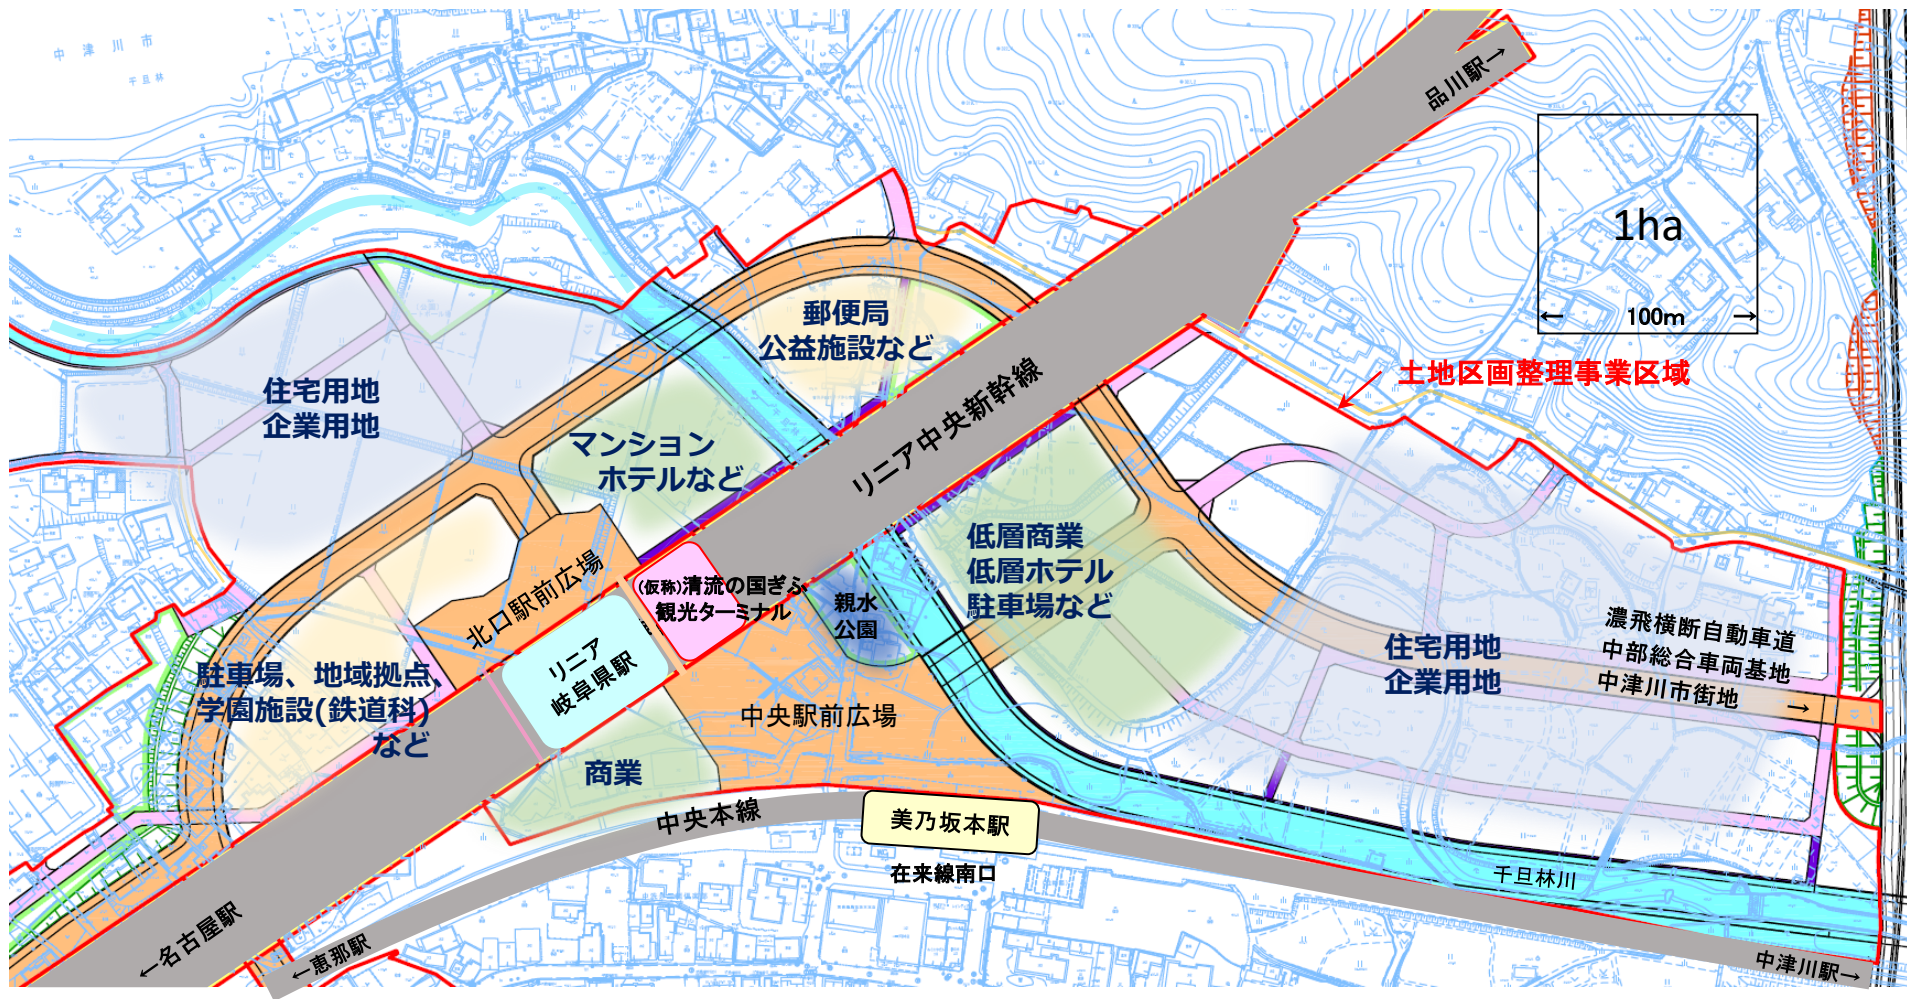 中津川市
千旦林
品川駅→
1ha
← 100m →
土地区画整理事業区域
郵便局
公益施設など
住宅用地
企業用地
マンション
ホテルなど
リニア中央新幹線
低層商業
低層ホテル
駐車場など
北口駅前広場
(仮称)清流の国ぎふ
観光ターミナル
親水
公園
リニア
岐阜県駅
駐車場、地域拠点、
学園施設(鉄道科)
など
中央駅前広場
住宅用地
企業用地
濃飛横断自動車道
中部総合車両基地
中津川市街地
→
商業
中央本線
美乃坂本駅
在来線南口
千旦林川
←名古屋駅
←恵那駅
中津川駅→